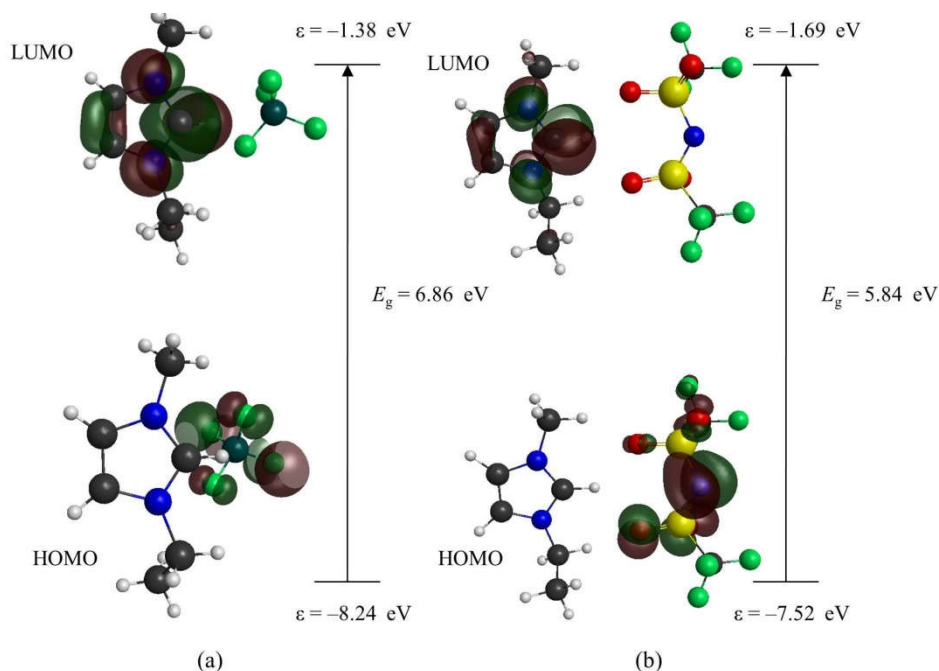 ε = –1.38 eV
LUMO
E_g = 6.86 eV
HOMO
ε = –8.24 eV
(a)
ε = –1.69 eV
LUMO
E_g = 5.84 eV
HOMO
ε = –7.52 eV
(b)